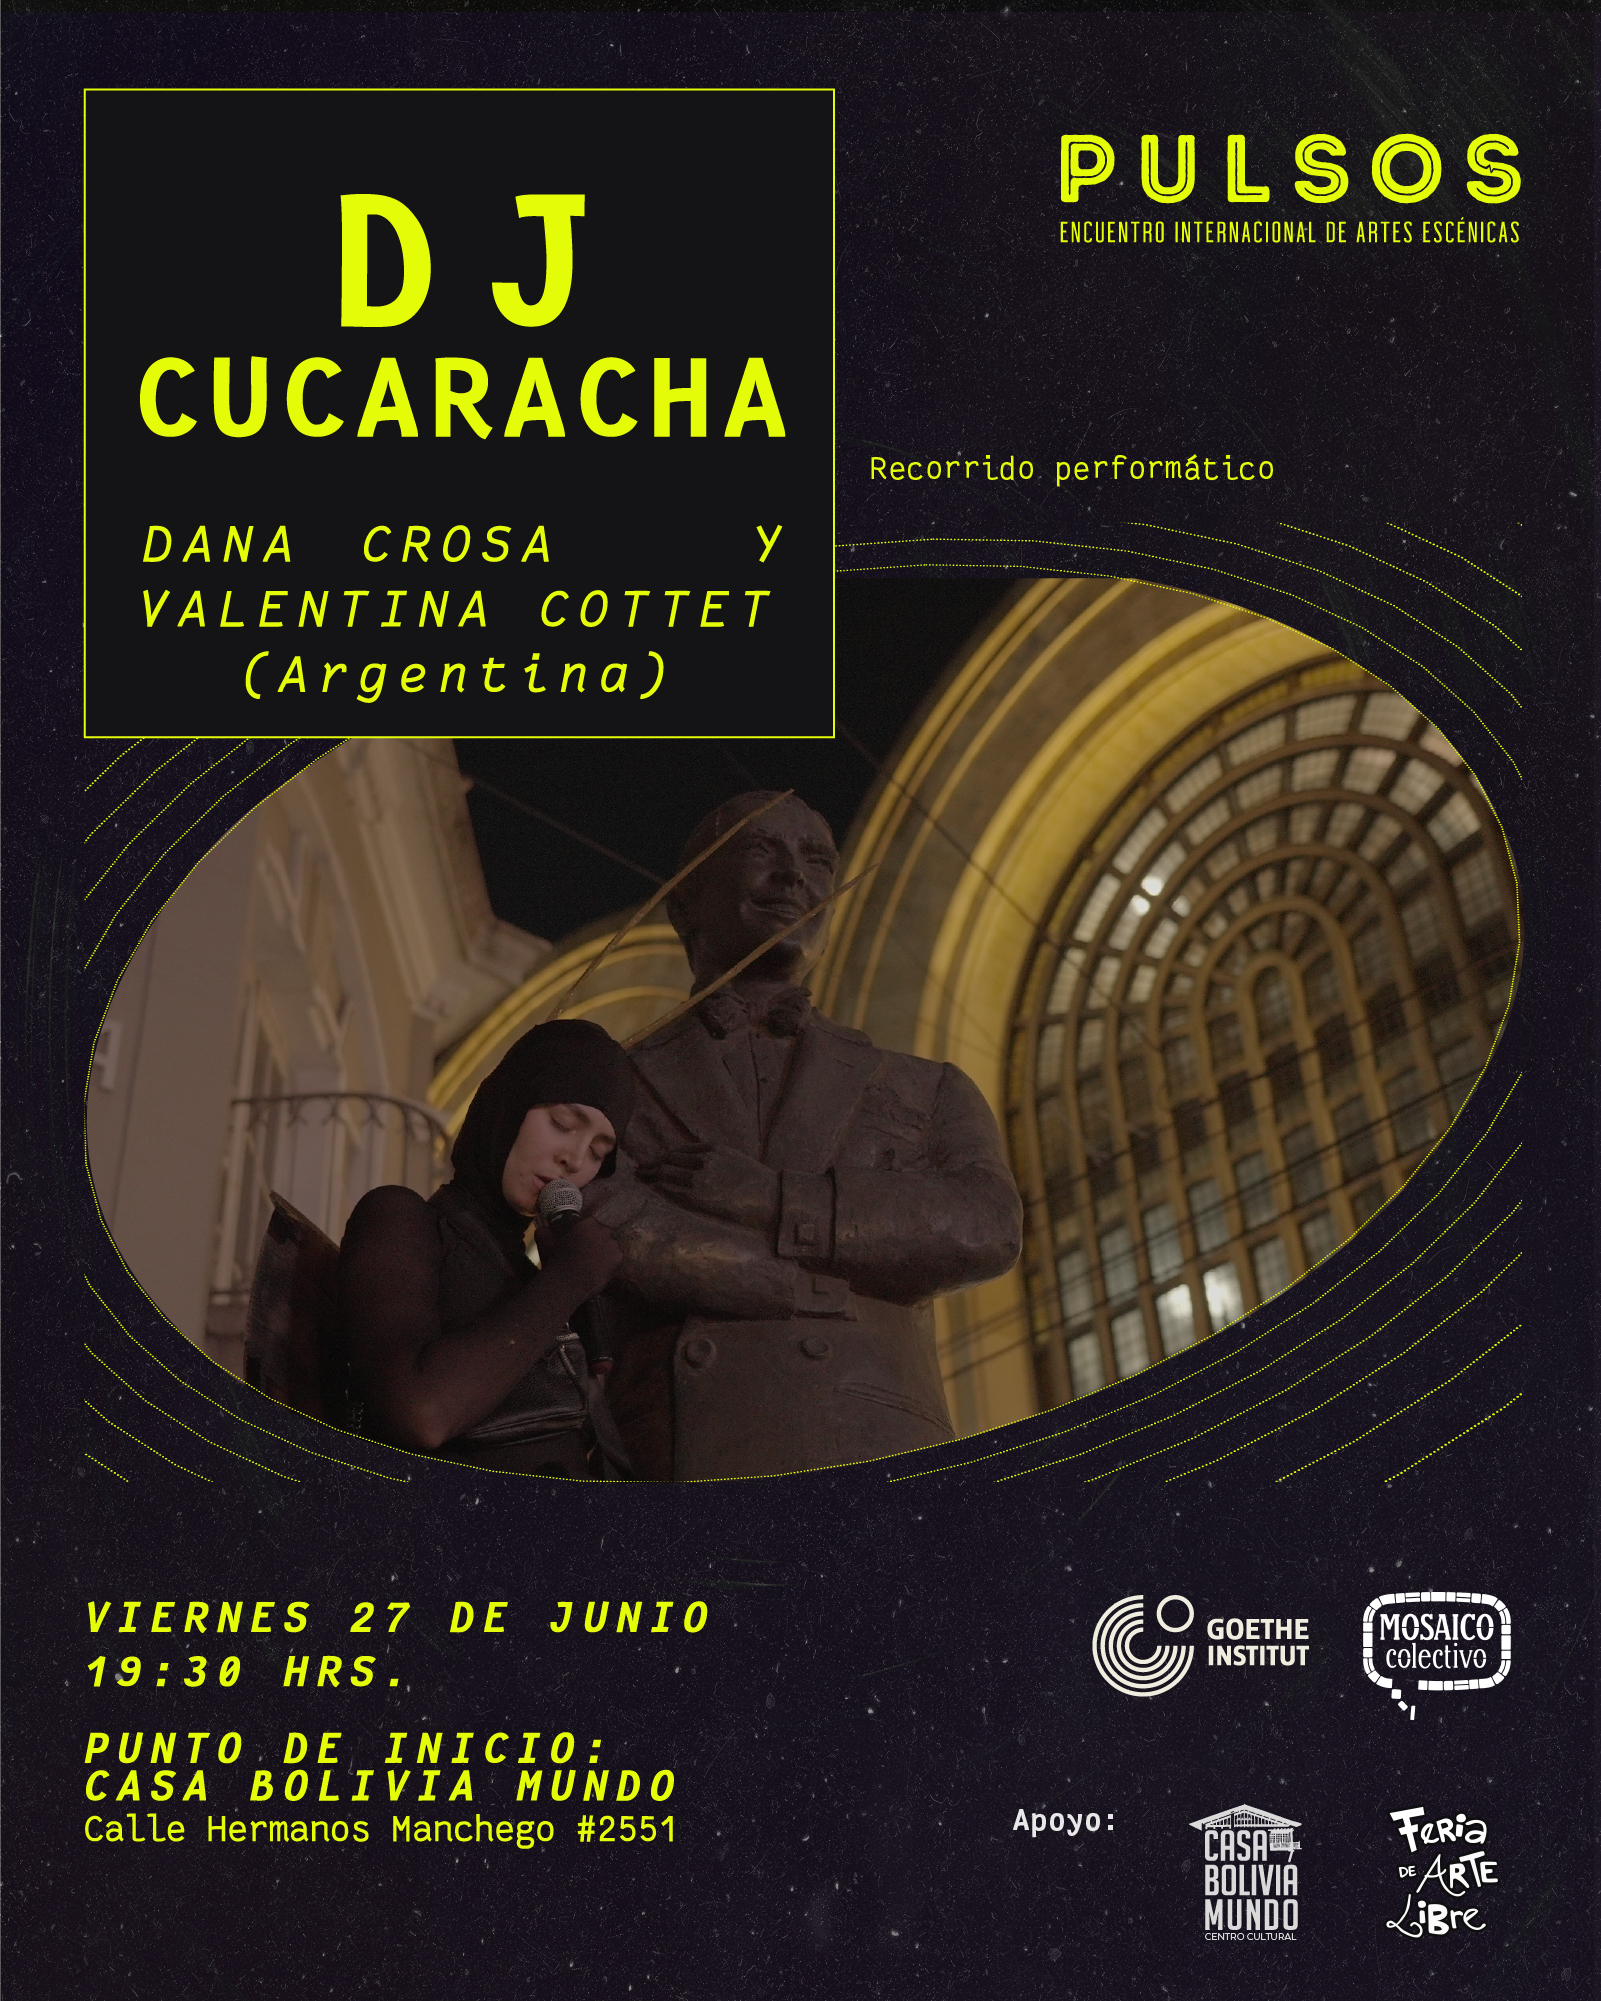 DJ
CUCARACHA
DANA CROSA Y
VALENTINA COTTET
(Argentina)
PULSOS
ENCUENTRO INTERNACIONAL DE ARTES ESCÉNICAS
Recorrido performático
VIERNES 27 DE JUNIO
19:30 HRS.
PUNTO DE INICIO:
CASA BOLIVIA MUNDO
Calle Hermanos Manchego #2551
GOETHE
INSTITUT
MOSAICO
colectivo
Apoyo:
CASA
BOLIVIA
MUNDO
CENTRO CULTURAL
FeRia
DE ARTE
LiBre